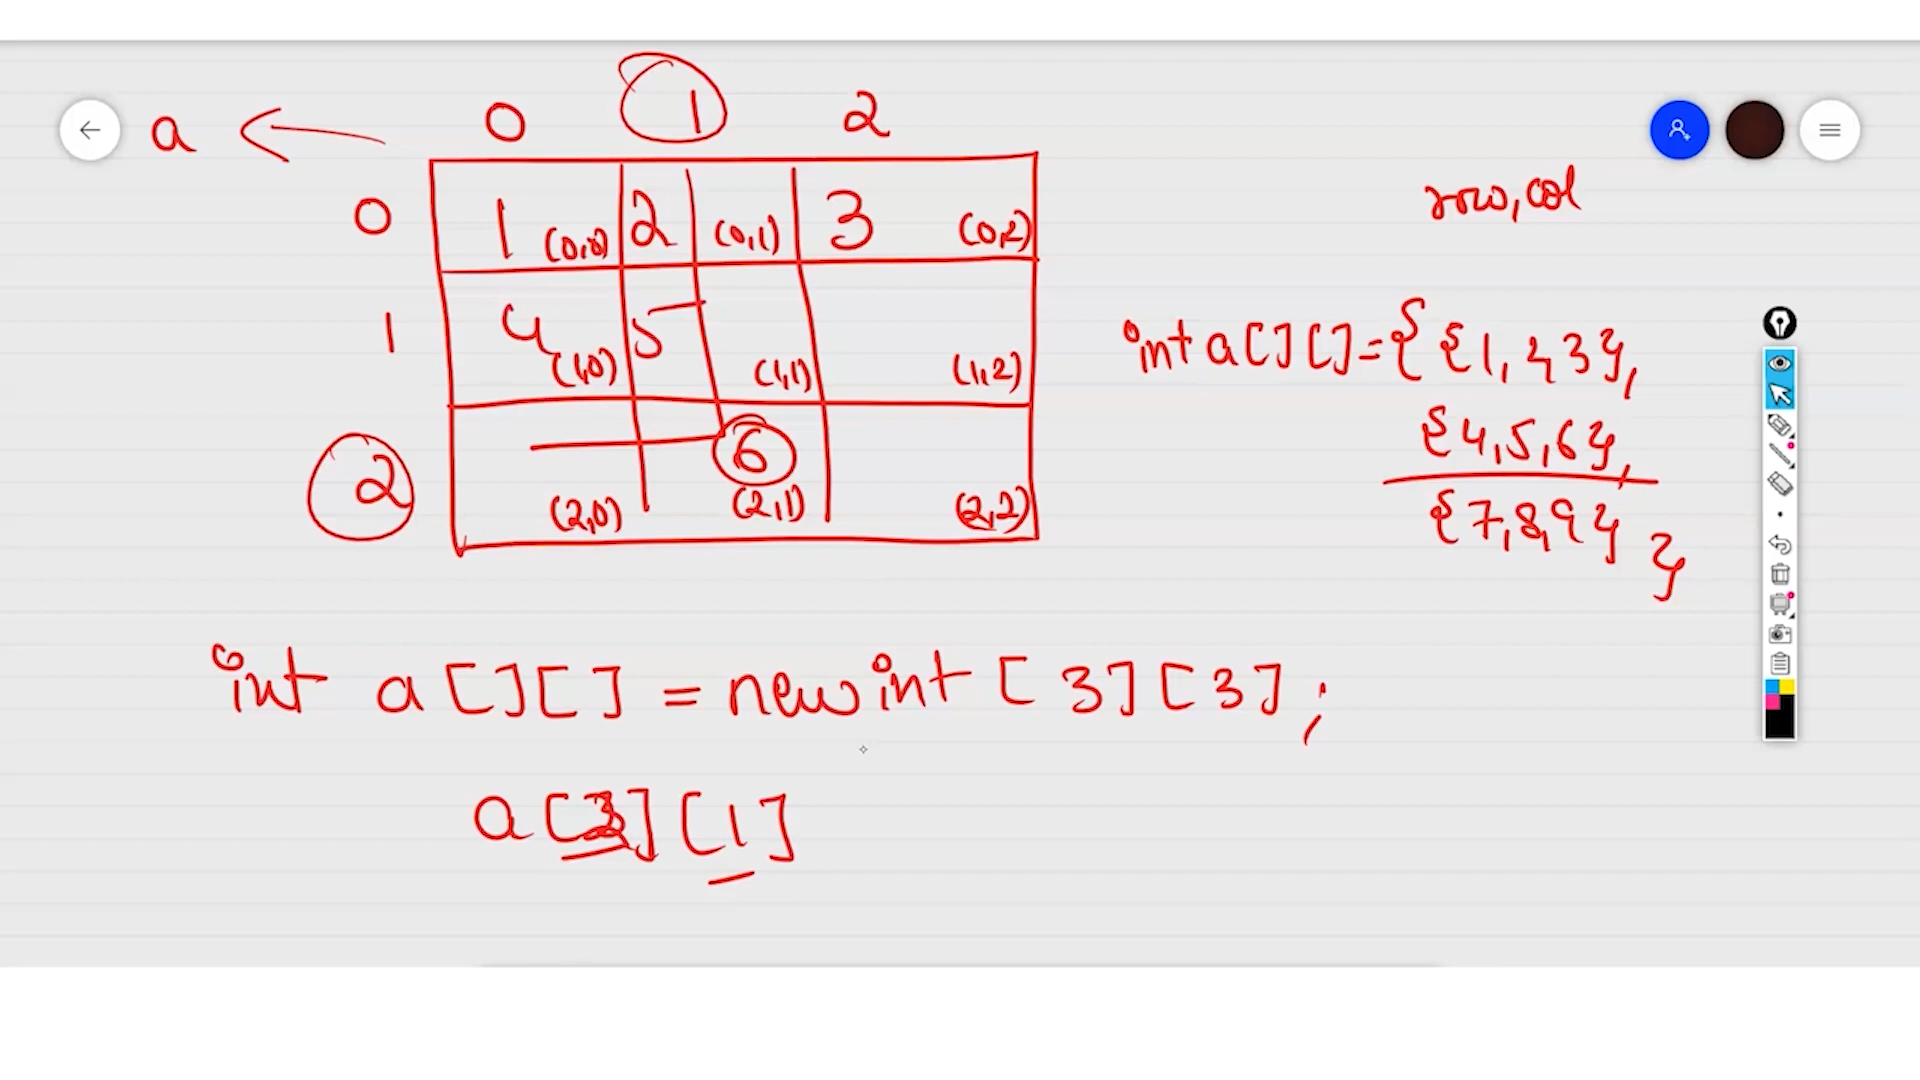 a 0 1 2
0 1 (0,0) 2 (0,1) 3 (0,2)
1 4 (1,0) 5 (1,1) (1,2)
2 6
(2,0) (2,1) (2,2)
row, col
int a[][]={{1,2,3},
{4,5,6},
{7,8,9}
}
int a[][] = new int [3][3];
a[ ][1]